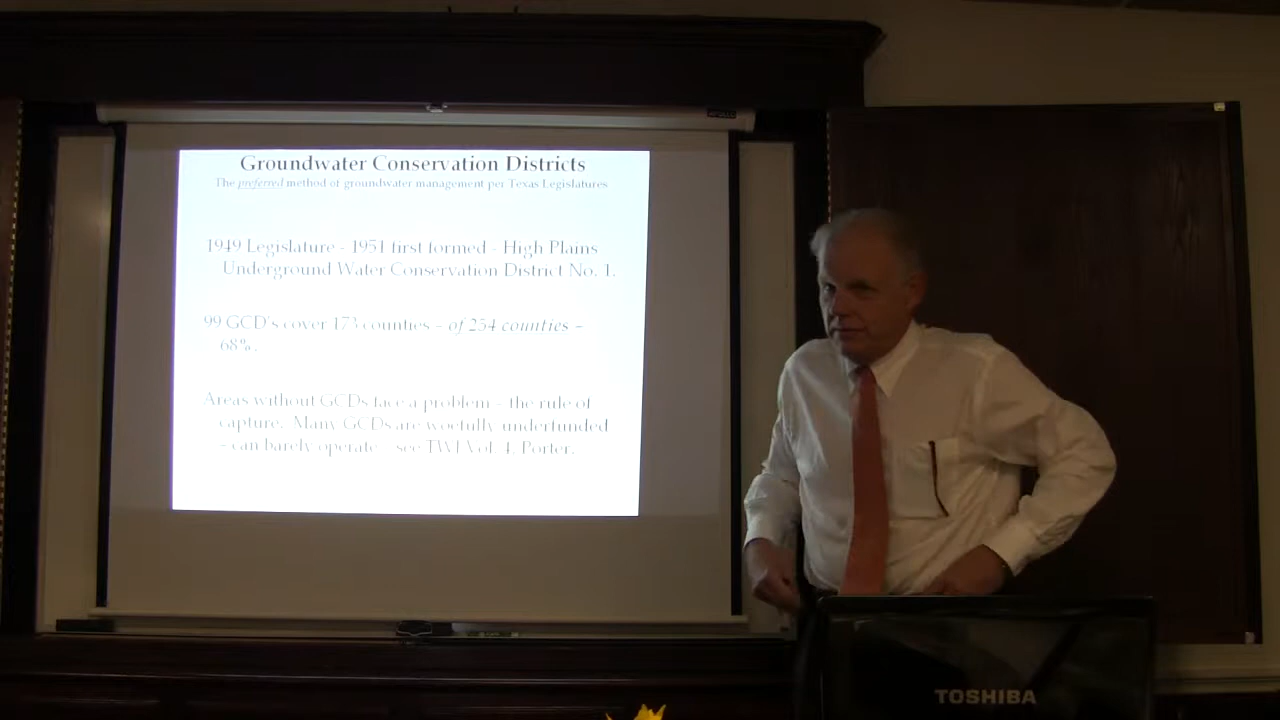 Groundwater Conservation Districts
The preferred method of groundwater management per Texas Legislatures
1949 Legislature - 1951 first formed - High Plains
Underground Water Conservation District No. 1.
99 GCD's cover 173 counties – of 254 counties –
68%.
Areas without GCDs face a problem – the rule of
capture. Many GCDs are woefully underfunded
– can barely operate – see TWJ Vol. 4, Porter.
TOSHIBA